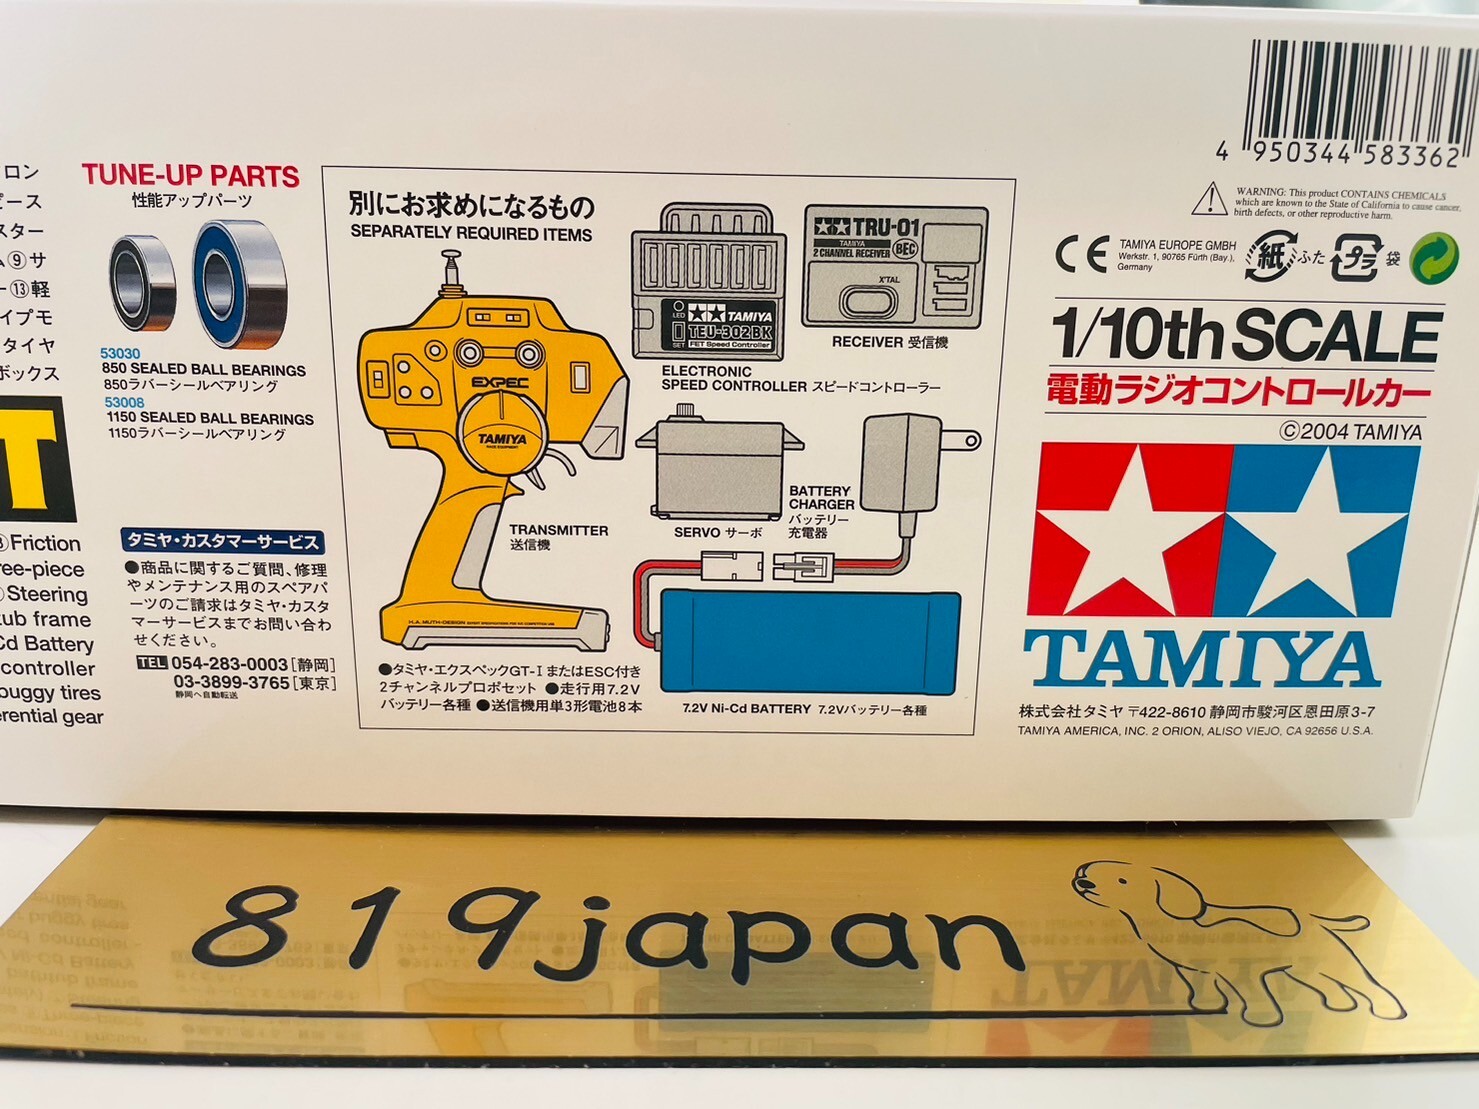 ロン
ピース
スター
ム⑨サ
ー⑬軽
イプモ
タイヤ
ボックス
T
Friction
ree-piece
Steering
tub frame
Cd Battery
controller
buggy tires
erential gear
TUNE-UP PARTS
性能アップパーツ
53030
850 SEALED BALL BEARINGS
850ラバーシールベアリング
53008
1150 SEALED BALL BEARINGS
1150ラバーシールベアリング
タミヤ・カスタマーサービス
●商品に関するご質問、修理
やメンテナンス用のスペアパ
ーツのご請求はタミヤ・カスタ
マーサービスまでお問い合わ
せください。
TEL 054-283-0003[静岡]
03-3899-3765[東京]
静岡へ自動転送
別にお求めになるもの
SEPARATELY REQUIRED ITEMS
EXPEC
TAMIYA
H.A. MUTH-DESIGN
TRANSMITTER
送信機
LED
TAMIYA
TEU-302BK
SET
FET Speed Controller
ELECTRONIC
SPEED CONTROLLER スピードコントローラー
TRU-01
TAMIYA
2 CHANNEL RECEIVER
BEC
X'TAL
RECEIVER 受信機
SERVO サーボ
BATTERY
CHARGER
バッテリー
充電器
●タミヤ・エクスペックGT-I またはESC付き
2チャンネルプロポセット ●走行用7.2V
バッテリー各種 ●送信機用単3形電池8本
7.2V Ni-Cd BATTERY 7.2Vバッテリー各種
4 950344 583362
WARNING: This product CONTAINS CHEMICALS
which are known to the State of California to cause cancer,
birth defects, or other reproductive harm.
CE
TAMIYA EUROPE GMBH
Werkstr. 1, 90765 Fürth (Bay.),
Germany
紙 ふた プラ 袋
1/10th SCALE
電動ラジオコントロールカー
©2004 TAMIYA
TAMIYA
株式会社タミヤ 〒422-8610 静岡市駿河区恩田原3-7
TAMIYA AMERICA, INC. 2 ORION, ALISO VIEJO, CA 92656 U.S.A.
819japan